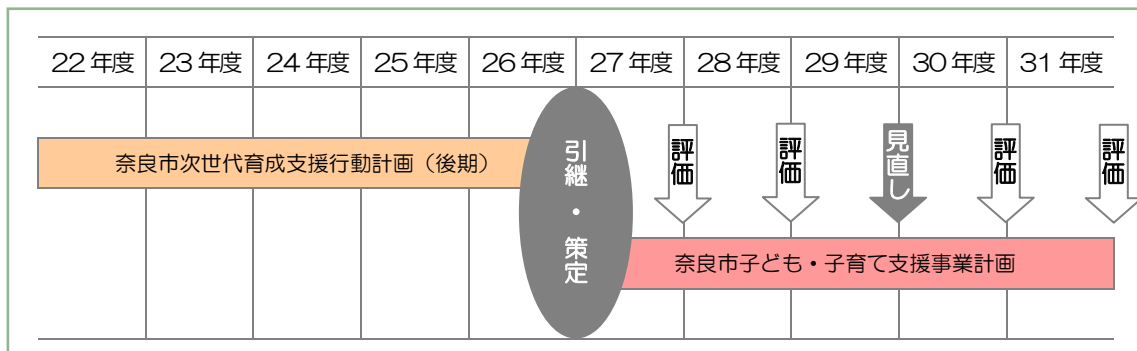 22年度 23年度 24年度 25年度 26年度 27年度 28年度 29年度 30年度 31年度
奈良市次世代育成支援行動計画（後期）
引継・策定
評価
評価
見直し
評価
評価
奈良市子ども・子育て支援事業計画